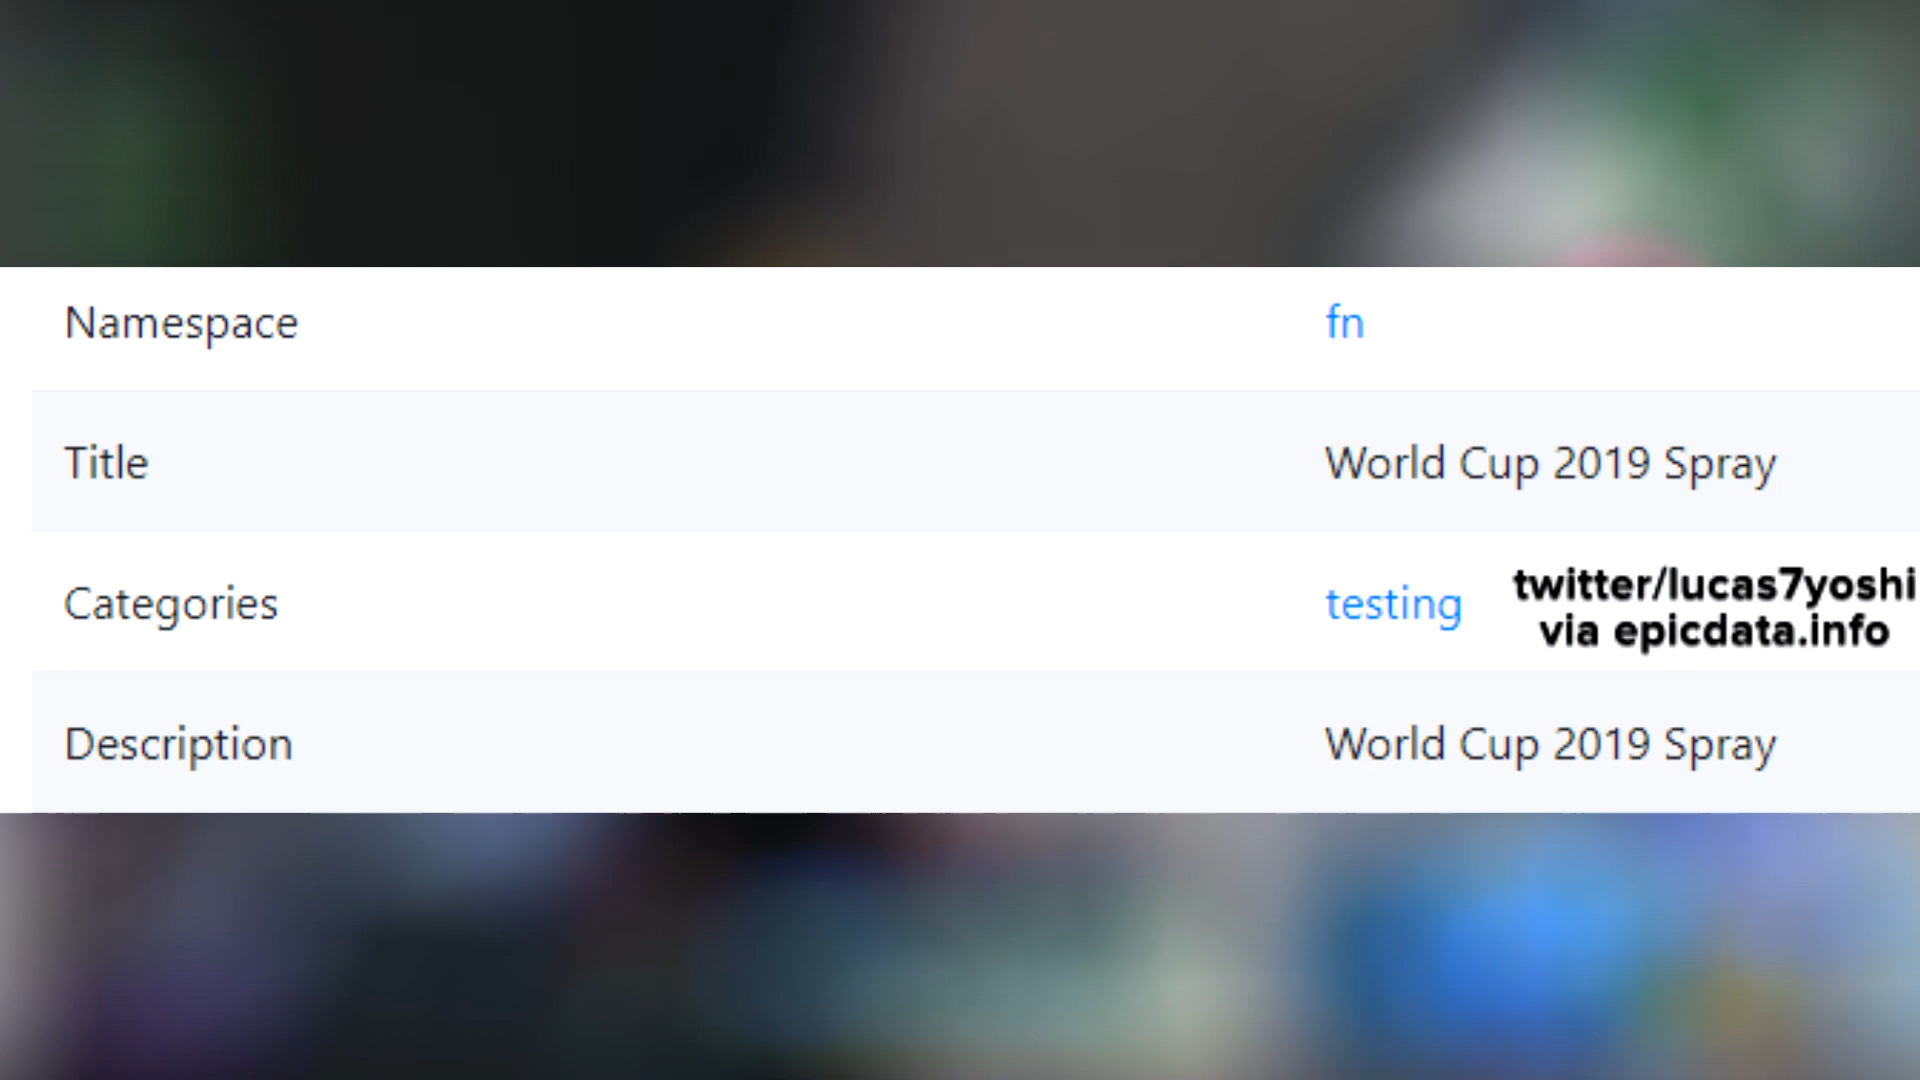 Namespace fn
Title World Cup 2019 Spray
Categories testing
twitter/lucas7yoshi
via epicdata.info
Description World Cup 2019 Spray